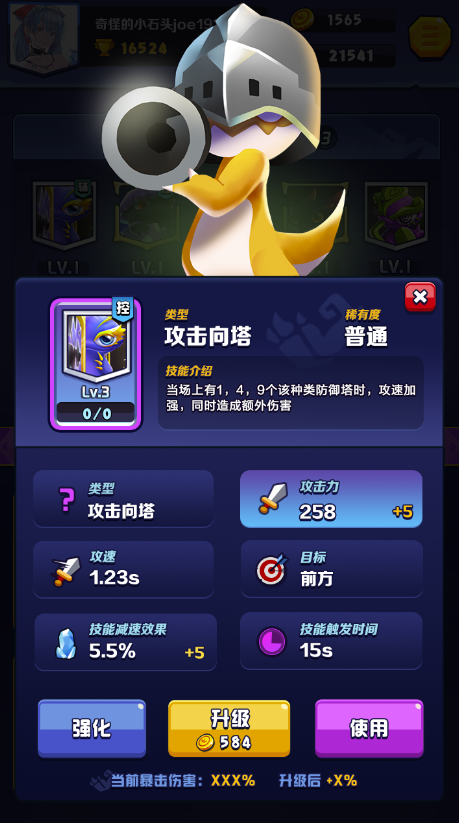 奇怪的小石头joe19
1565
16524
21541
3
LV.1
LV.1
LV.1
控
Lv.3
0/0
类型
攻击向塔
稀有度
普通
技能介绍
当场上有1，4，9个该种类防御塔时，攻速加
强，同时造成额外伤害
类型
攻击向塔
攻击力
258 +5
攻速
1.23s
目标
前方
技能减速效果
5.5% +5
技能触发时间
15s
强化
升级
584
使用
当前暴击伤害：XXX% 升级后 +X%